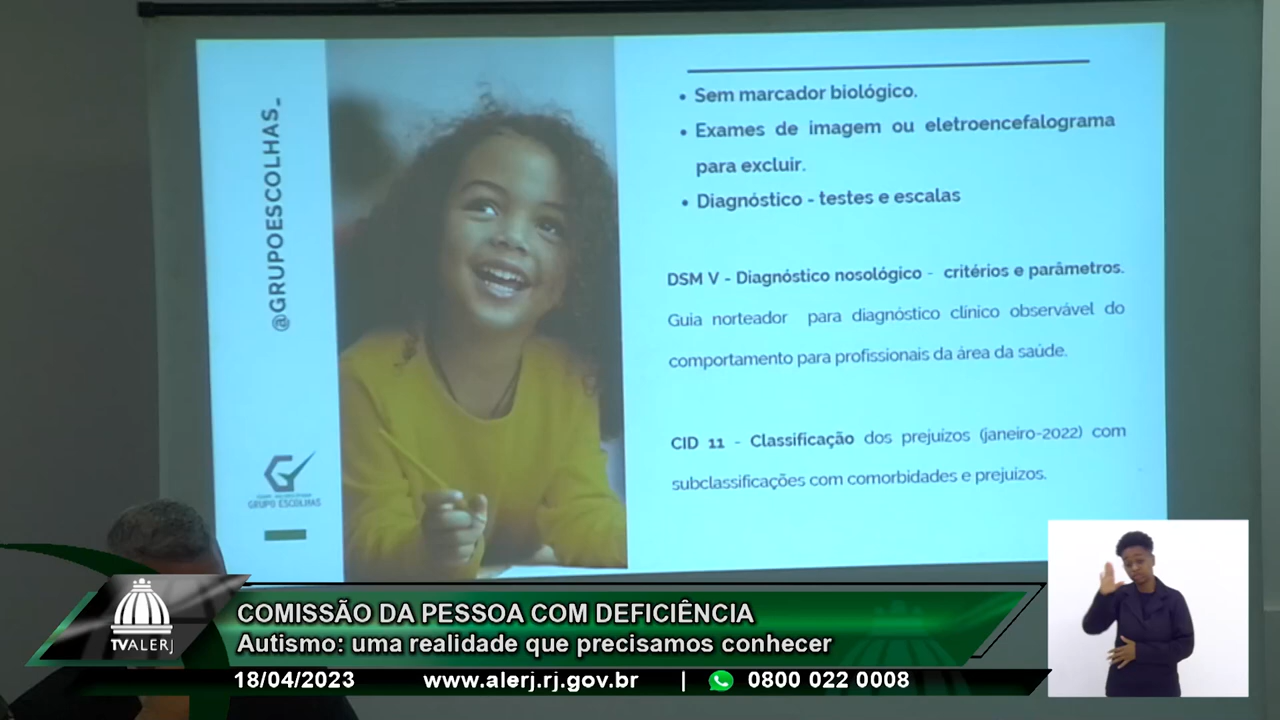 @GRUPOESCOLHAS_
• Sem marcador biológico.
• Exames de imagem ou eletroencefalograma
para excluir.
• Diagnóstico - testes e escalas
DSM V - Diagnóstico nosológico - critérios e parâmetros.
Guia norteador para diagnóstico clínico observável do
comportamento para profissionais da área da saúde.
CID 11 - Classificação dos prejuizos (janeiro-2022) com
subclassificações com comorbidades e prejuizos.
GRUPO ESCOLHAS
COMISSÃO DA PESSOA COM DEFICIÊNCIA
Autismo: uma realidade que precisamos conhecer
TVALERJ
18/04/2023 www.alerj.rj.gov.br | 0800 022 0008